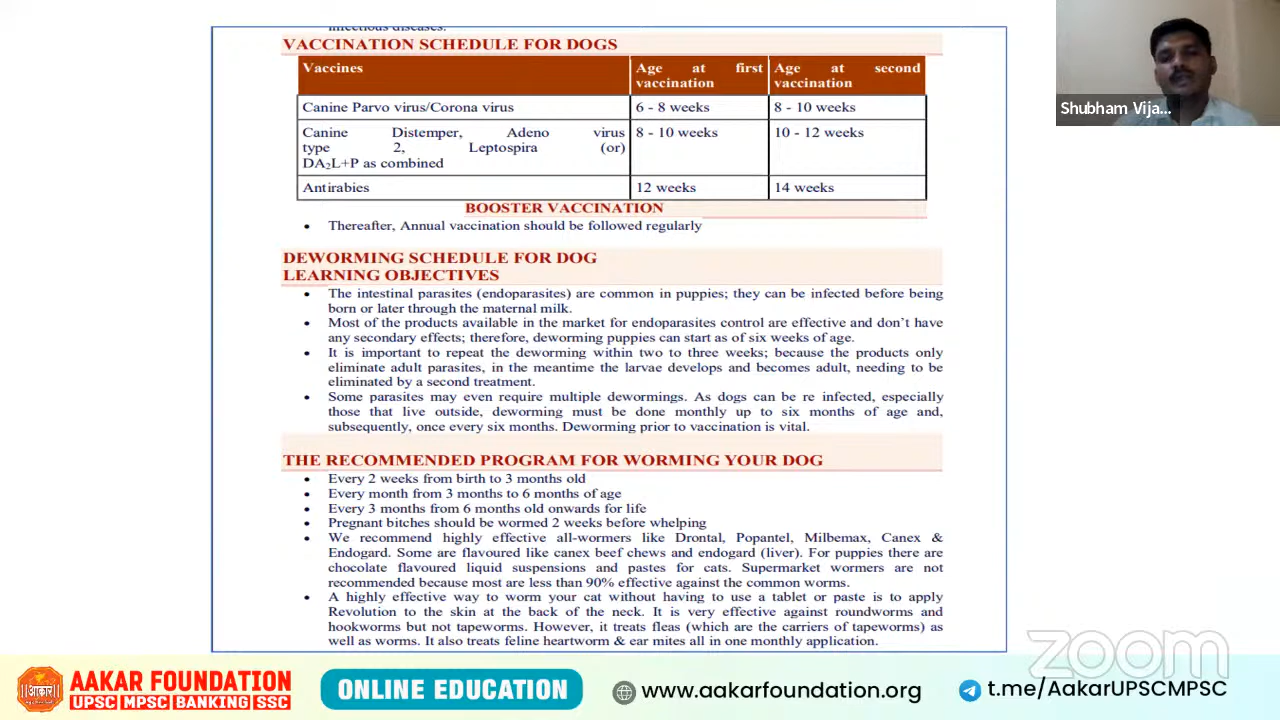 infectious diseases.
VACCINATION SCHEDULE FOR DOGS
Vaccines
Age at first vaccination
Age at second vaccination
Canine Parvo virus/Corona virus
6 - 8 weeks
8 - 10 weeks
Canine Distemper, Adeno virus
type 2, Leptospira (or)
DA₂L+P as combined
8 - 10 weeks
10 - 12 weeks
Antirabies
12 weeks
14 weeks
BOOSTER VACCINATION
• Thereafter, Annual vaccination should be followed regularly
DEWORMING SCHEDULE FOR DOG
LEARNING OBJECTIVES
• The intestinal parasites (endoparasites) are common in puppies; they can be infected before being
born or later through the maternal milk.
• Most of the products available in the market for endoparasites control are effective and don't have
any secondary effects; therefore, deworming puppies can start as of six weeks of age.
• It is important to repeat the deworming within two to three weeks; because the products only
eliminate adult parasites, in the meantime the larvae develops and becomes adult, needing to be
eliminated by a second treatment.
• Some parasites may even require multiple dewormings. As dogs can be re infected, especially
those that live outside, deworming must be done monthly up to six months of age and,
subsequently, once every six months. Deworming prior to vaccination is vital.
THE RECOMMENDED PROGRAM FOR WORMING YOUR DOG
• Every 2 weeks from birth to 3 months old
• Every month from 3 months to 6 months of age
• Every 3 months from 6 months old onwards for life
• Pregnant bitches should be wormed 2 weeks before whelping
• We recommend highly effective all-wormers like Drontal, Popantel, Milbemax, Canex &
Endogard. Some are flavoured like canex beef chews and endogard (liver). For puppies there are
chocolate flavoured liquid suspensions and pastes for cats. Supermarket wormers are not
recommended because most are less than 90% effective against the common worms.
• A highly effective way to worm your cat without having to use a tablet or paste is to apply
Revolution to the skin at the back of the neck. It is very effective against roundworms and
hookworms but not tapeworms. However, it treats fleas (which are the carriers of tapeworms) as
well as worms. It also treats feline heartworm & ear mites all in one monthly application.
Shubham Vija...
zoom
आकार
AAKAR FOUNDATION
UPSC MPSC BANKING SSC
ONLINE EDUCATION
www.aakarfoundation.org
t.me/AakarUPSCMPSC